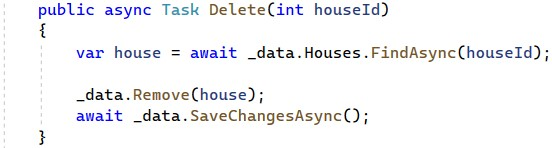 public async Task Delete(int houseId)
{
var house = await _data.Houses.FindAsync(houseId);
_data.Remove(house);
await _data.SaveChangesAsync();
}